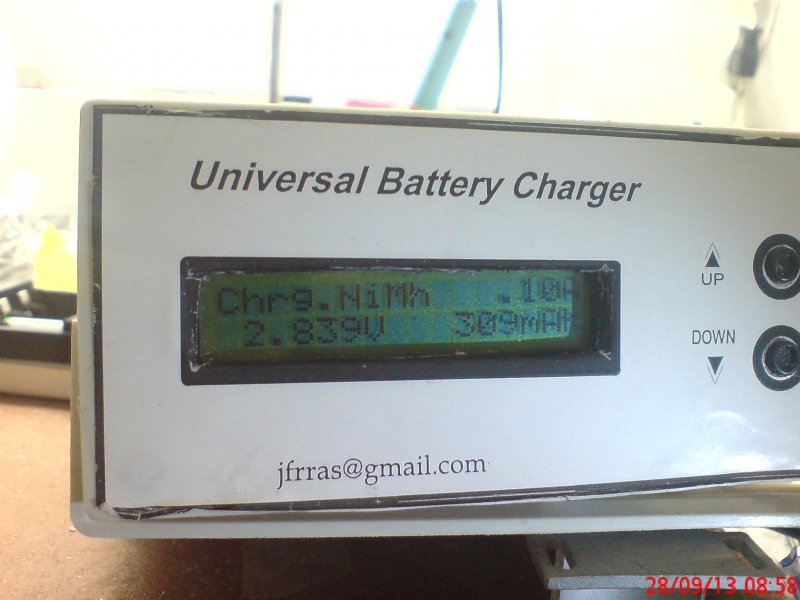 Universal Battery Charger
Chrg.NiMh .10A
2.839V 309mAH
UP
DOWN
jfrras@gmail.com
28/09/13 08:58